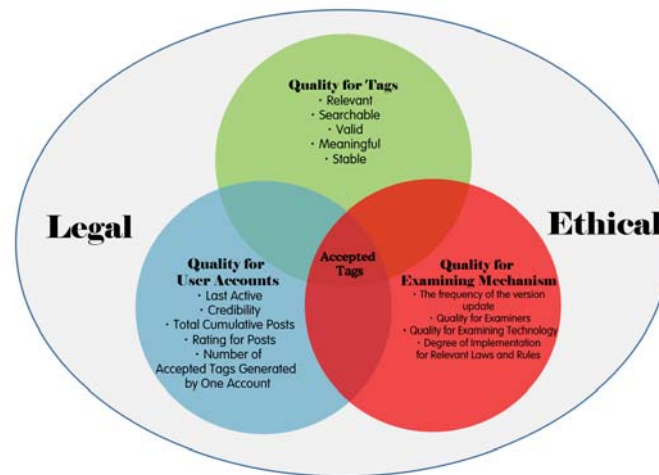 Quality for Tags
· Relevant
· Searchable
· Valid
· Meaningful
· Stable
Legal
Ethical
Accepted
Tags
Quality for
User Accounts
· Last Active
· Credibility
· Total Cumulative Posts
· Rating for Posts
· Number of
Accepted Tags Generated
by One Account
Quality for
Examining Mechanism
· The frequency of the version
update
· Quality for Examiners
· Quality for Examining Technology
· Degree of Implementation
for Relevant Laws and Rules